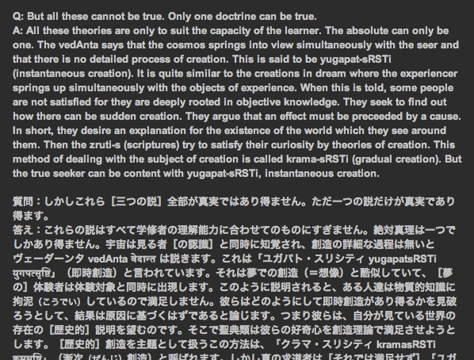 Q: But all these cannot be true. Only one doctrine can be true.
A: All these theories are only to suit the capacity of the learner. The absolute can only be
one. The vedAnta says that the cosmos springs into view simultaneously with the seer and
that there is no detailed process of creation. This is said to be yugapat-sRSTi
(instantaneous creation). It is quite similar to the creations in dream where the experiencer
springs up simultaneously with the objects of experience. When this is told, some people
are not satisfied for they are deeply rooted in objective knowledge. They seek to find out
how there can be sudden creation. They argue that an effect must be preceeded by a cause.
In short, they desire an explanation for the existence of the world which they see around
them. Then the zruti-s (scriptures) try to satisfy their curiosity by theories of creation. This
method of dealing with the subject of creation is called krama-sRSTi (gradual creation). But
the true seeker can be content with yugapat-sRSTi, instantaneous creation.
質問：しかしこれら［三つの説］全部が真実ではあり得ません。ただ一つの説だけが真実であり
得ます。
答え：これらの説はすべて学修者の理解能力に合わせてのものにすぎません。絶対真理は一つで
しかありえません。宇宙は見る者［の認識］と同時に知覚され、創造の詳細な過程は無いと
ヴェーダーンタ vedAnta वेदान्त は説きます。これは「ユガパト・スリシティ yugapatsRSTi
युगपत्सृष्टि」（即時創造）と言われています。それは夢での創造（＝想像）と酷似していて、［夢
の］体験者は体験対象と同時に出現します。このように説明されると、ある人達は物質的知識に
拘泥（こうでい）しているので満足しません。彼らはどのようにして即時創造があり得るかを見破
ろうとして、結果は原因に基づくはずであると論じます。つまり彼らは、自分が見ている世界の
存在の［歴史的］説明を望むのです。そこで聖典類は彼らの好奇心を創造理論で満足させようと
します。［歴史的］創造を主題として扱うこの方法は、「クラマ・スリシティ kramasRSTi